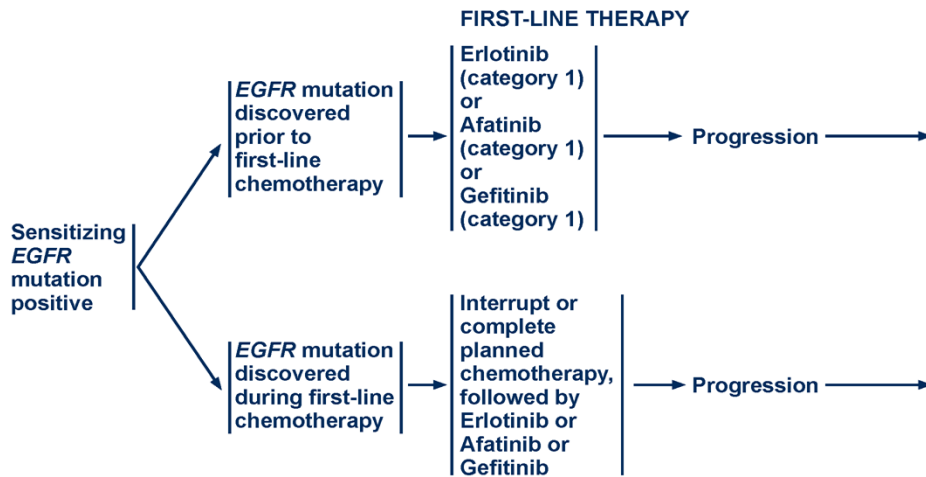 FIRST-LINE THERAPY
Sensitizing
EGFR
mutation
positive
EGFR mutation
discovered
prior to
first-line
chemotherapy
Erlotinib
(category 1)
or
Afatinib
(category 1)
or
Gefitinib
(category 1)
Progression
EGFR mutation
discovered
during first-line
chemotherapy
Interrupt or
complete
planned
chemotherapy,
followed by
Erlotinib or
Afatinib or
Gefitinib
Progression